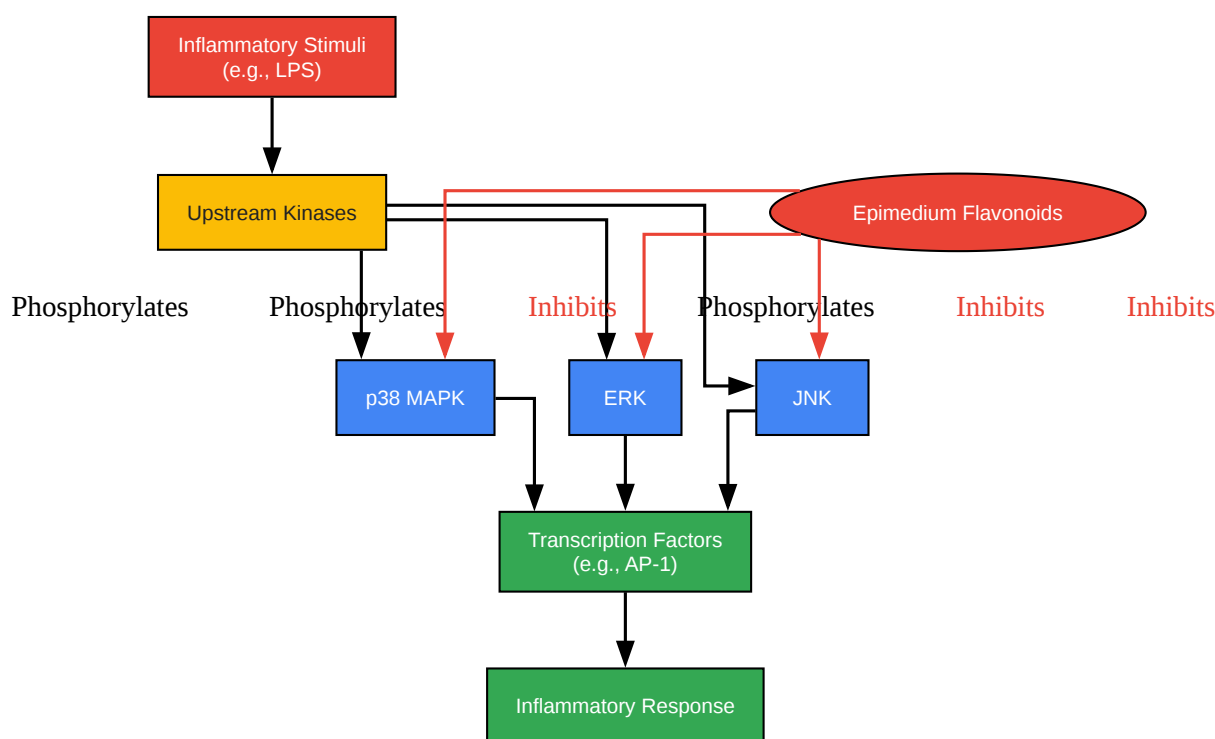 Inflammatory Stimuli
(e.g., LPS)
Upstream Kinases
Epimedium Flavonoids
Phosphorylates
Phosphorylates
Inhibits
Phosphorylates
Inhibits
Inhibits
p38 MAPK
ERK
JNK
Transcription Factors
(e.g., AP-1)
Inflammatory Response